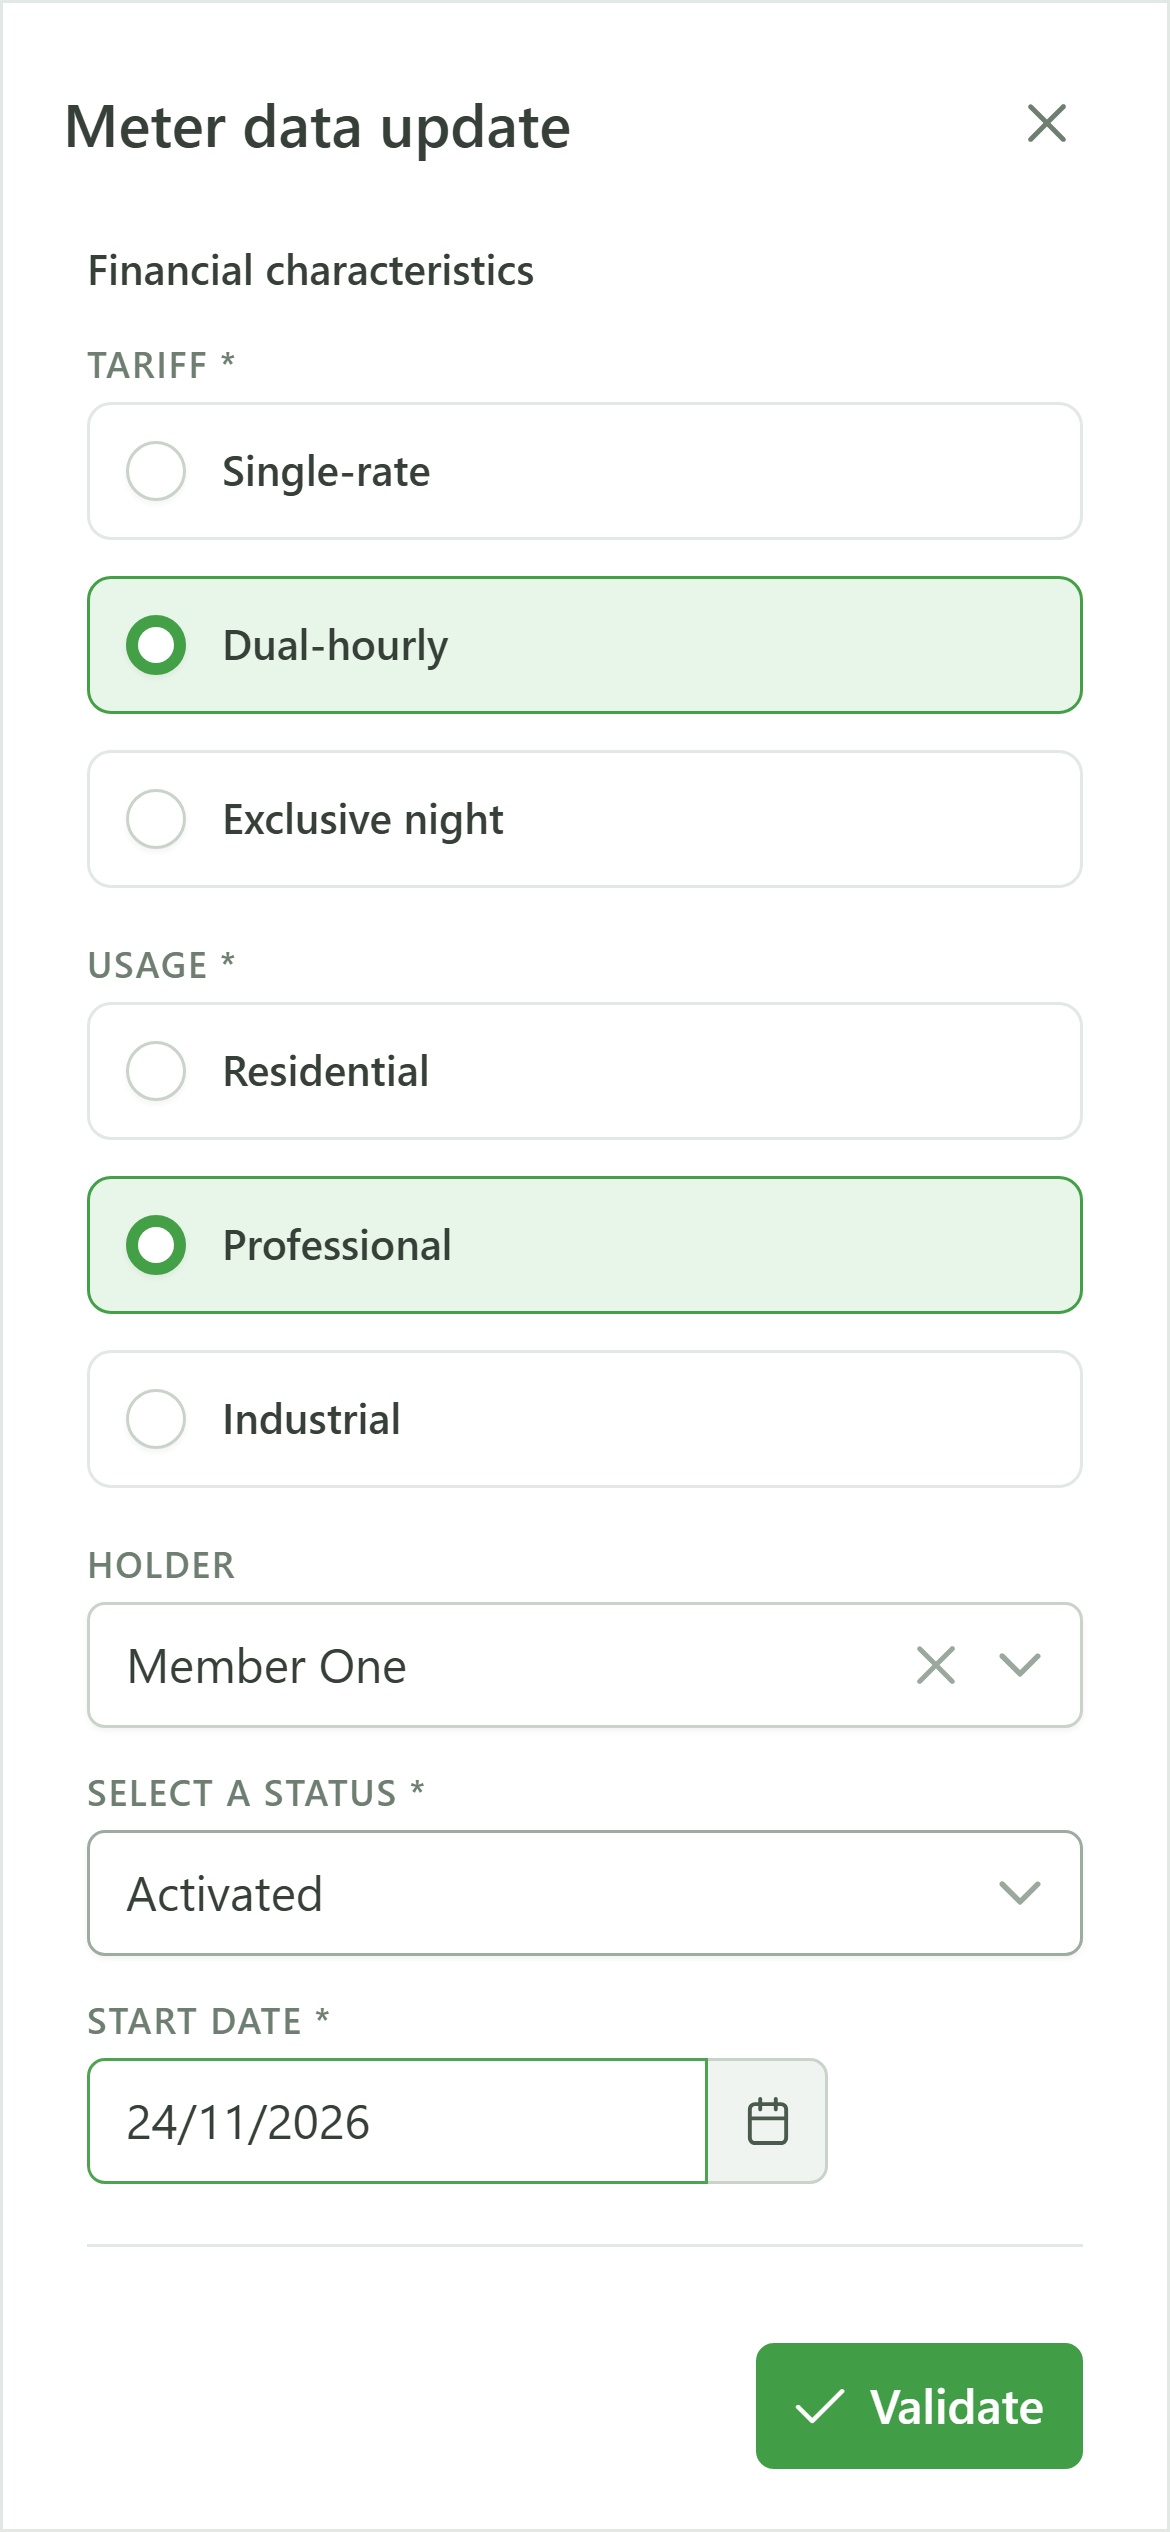 Meter data update
Financial characteristics
TARIFF *
Single-rate
Dual-hourly
Exclusive night
USAGE *
Residential
Professional
Industrial
HOLDER
Member One
SELECT A STATUS *
Activated
START DATE *
24/11/2026
Validate